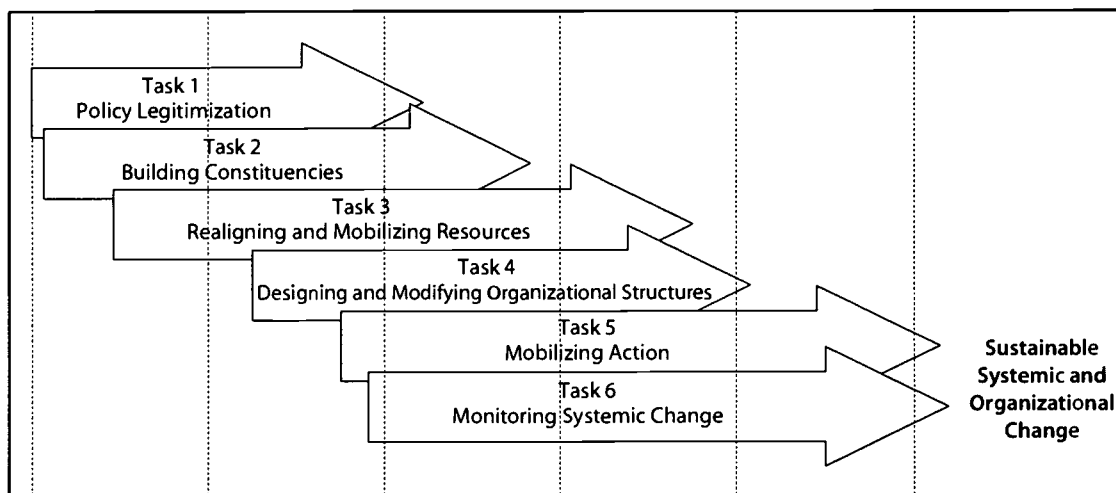 Task 1
Policy Legitimization
Task 2
Building Constituencies
Task 3
Realigning and Mobilizing Resources
Task 4
Designing and Modifying Organizational Structures
Task 5
Mobilizing Action
Task 6
Monitoring Systemic Change
Sustainable
Systemic and
Organizational
Change